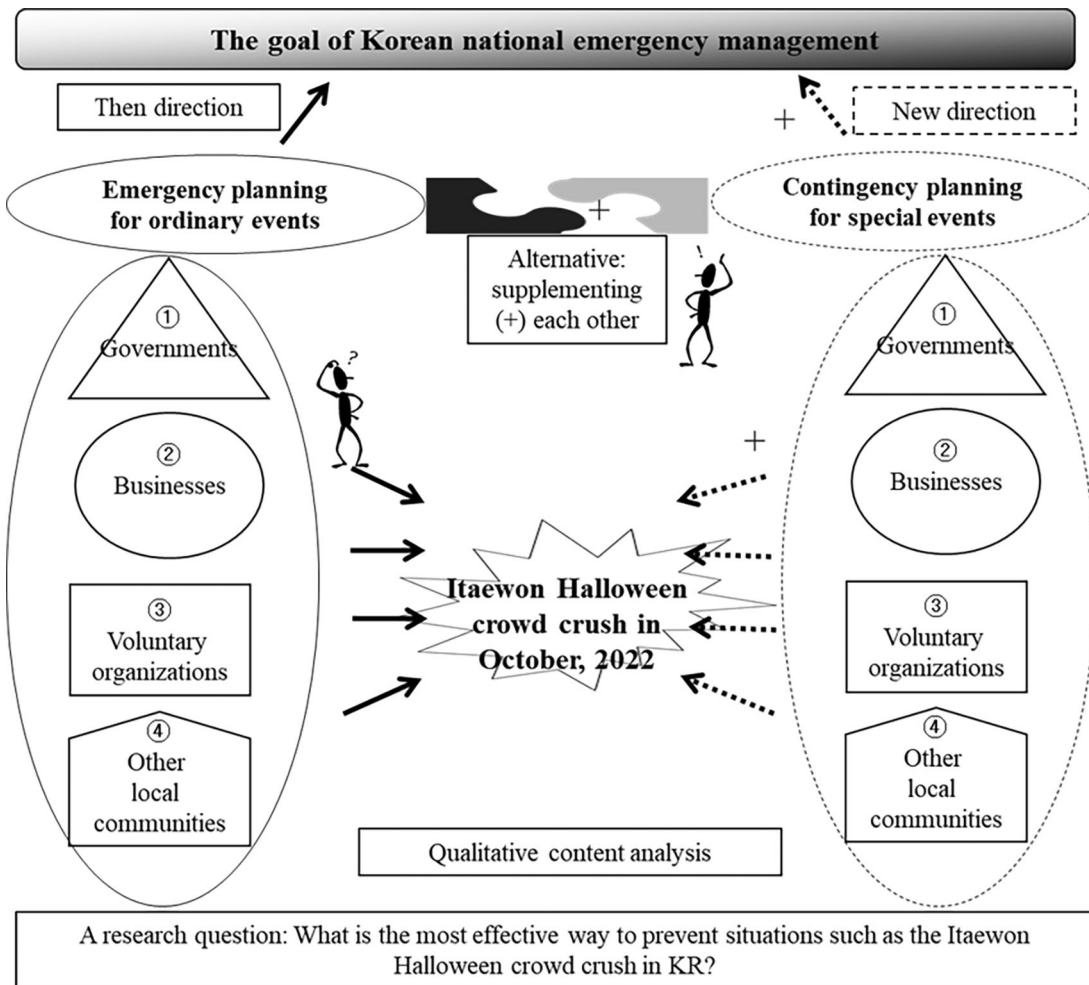 The goal of Korean national emergency management
Then direction
+
New direction
Emergency planning
for ordinary events
+
Contingency planning
for special events
Alternative:
supplementing
(+) each other
!
①
Governments
①
Governments
?
②
Businesses
+
②
Businesses
Itaewon Halloween
crowd crush in
October, 2022
③
Voluntary
organizations
③
Voluntary
organizations
④
Other
local
communities
④
Other
local
communities
Qualitative content analysis
A research question: What is the most effective way to prevent situations such as the Itaewon
Halloween crowd crush in KR?